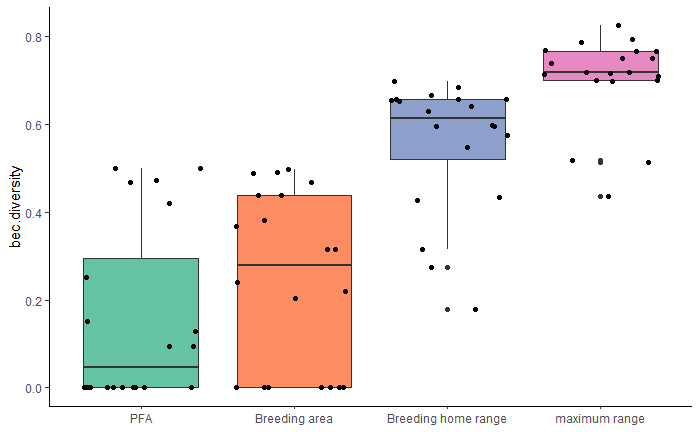 bec.diversity
0.8
0.6
0.4
0.2
0.0
PFA
Breeding area
Breeding home range
maximum range